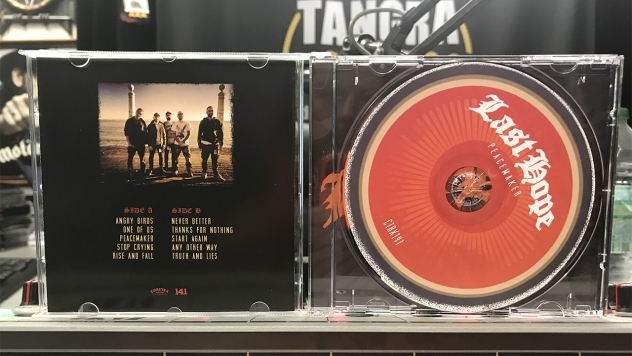 TANGRA
SIDE A
ANGRY BIRDS
ONE OF US
PEACEMAKER
STOP CRYING
RISE AND FALL
SIDE B
NEVER BETTER
THANKS FOR NOTHING
START AGAIN
ANY OTHER WAY
TRUTH AND LIES
141
Last Hope
PEACEMAKER